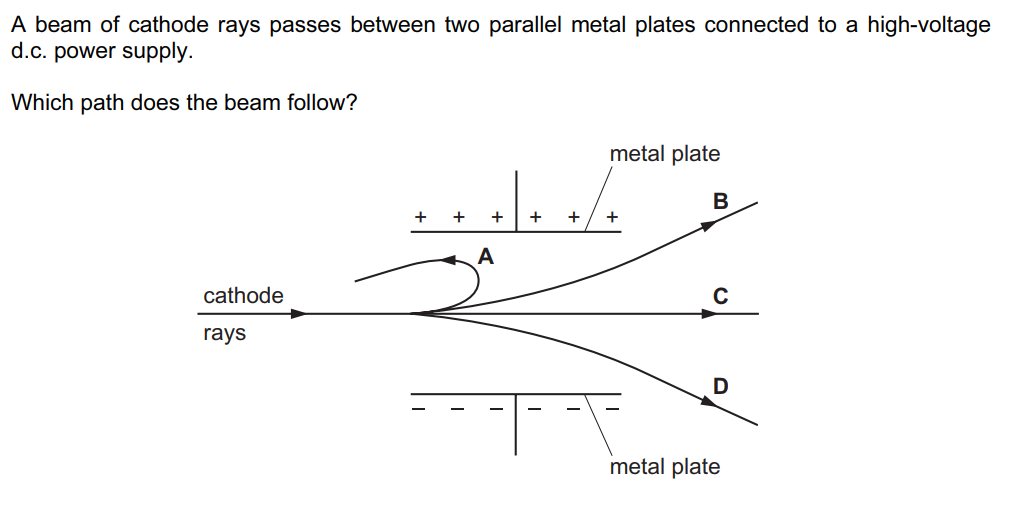 A beam of cathode rays passes between two parallel metal plates connected to a high-voltage
d.c. power supply.
Which path does the beam follow?
metal plate
B
+ + + + + +
A
cathode
C
rays
D
– – – – – –
metal plate